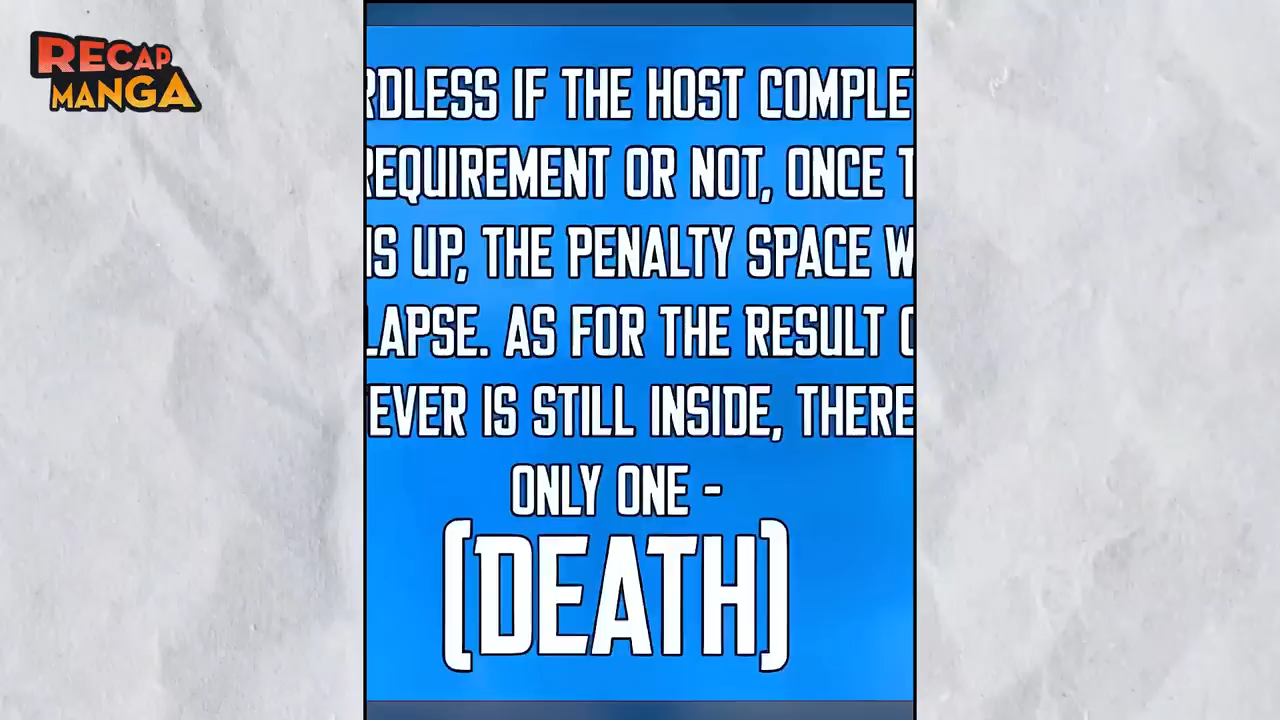 RECAP
MANGA
RDLESS IF THE HOST COMPLE
REQUIREMENT OR NOT, ONCE T
IS UP, THE PENALTY SPACE W
LAPSE. AS FOR THE RESULT O
EVER IS STILL INSIDE, THERE
ONLY ONE -
(DEATH)